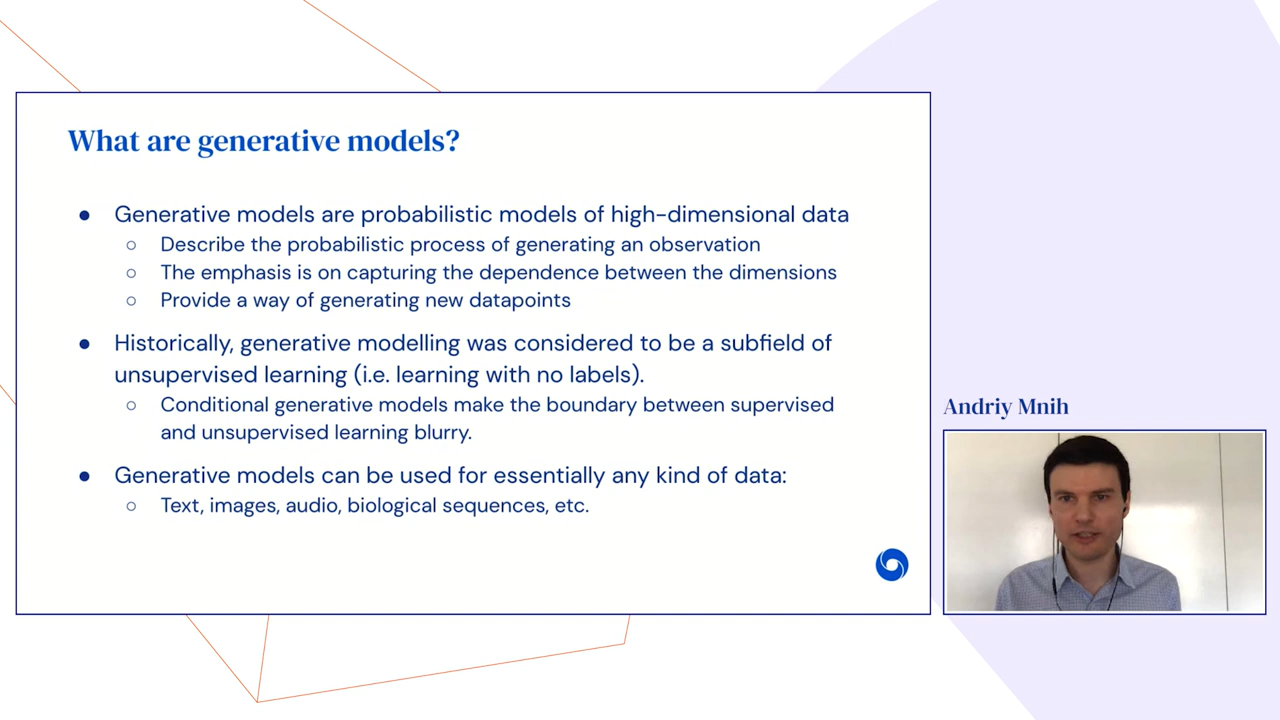 What are generative models?
● Generative models are probabilistic models of high-dimensional data
○ Describe the probabilistic process of generating an observation
○ The emphasis is on capturing the dependence between the dimensions
○ Provide a way of generating new datapoints
● Historically, generative modelling was considered to be a subfield of
unsupervised learning (i.e. learning with no labels).
○ Conditional generative models make the boundary between supervised
and unsupervised learning blurry.
● Generative models can be used for essentially any kind of data:
○ Text, images, audio, biological sequences, etc.
Andriy Mnih